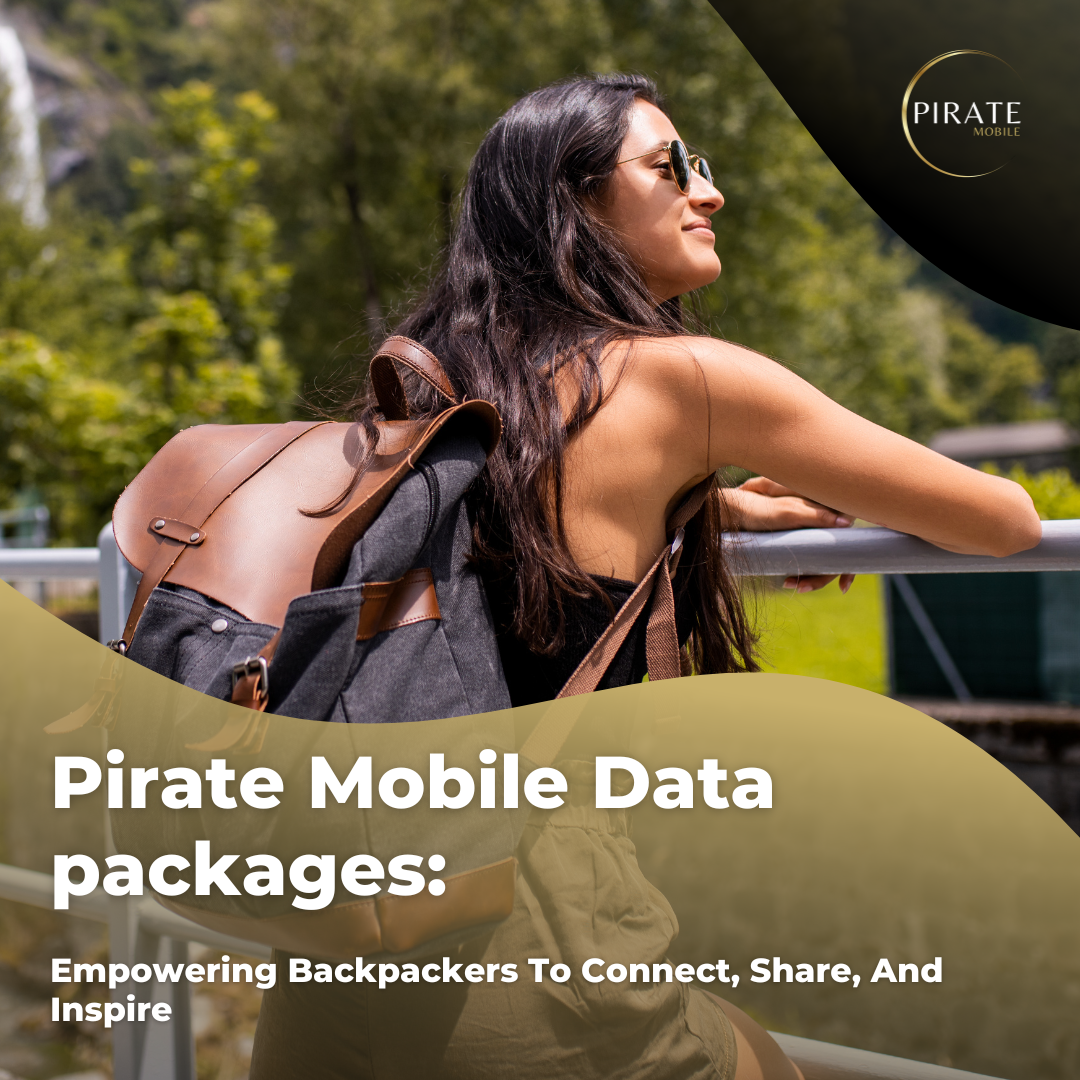 PIRATE
MOBILE
Pirate Mobile Data
packages:
Empowering Backpackers To Connect, Share, And
Inspire